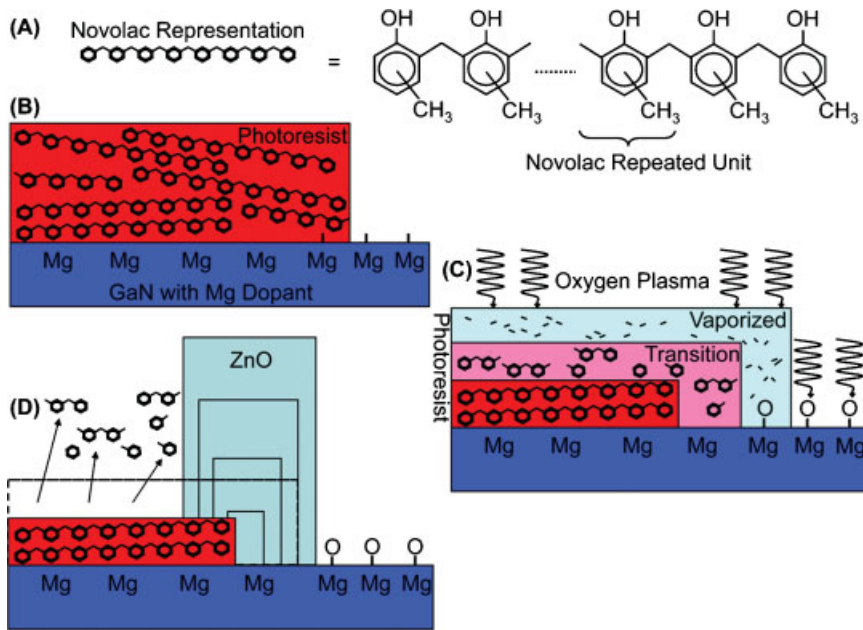 (A)
Novolac Representation
=
OH
OH
OH
OH
OH
CH₃
CH₃
CH₃
CH₃
CH₃
Novolac Repeated Unit
(B)
Photoresist
Mg Mg Mg Mg Mg Mg Mg
GaN with Mg Dopant
(C)
Oxygen Plasma
Vaporized
Transition
Photoresist
O O O
Mg Mg Mg Mg Mg Mg Mg
(D)
ZnO
O O O
Mg Mg Mg Mg Mg Mg Mg